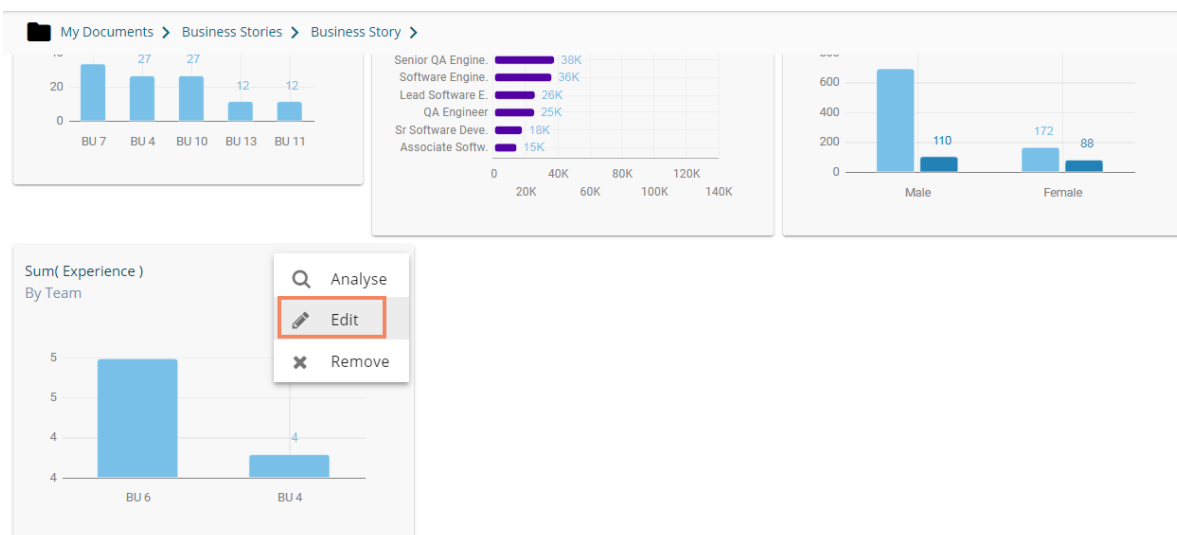 My Documents > Business Stories > Business Story >
27 27
20 12 12
0
BU 7 BU 4 BU 10 BU 13 BU 11
Senior QA Engine. 38K
Software Engine. 36K
Lead Software E. 26K
QA Engineer 25K
Sr Software Deve. 18K
Associate Softw. 15K
0 40K 80K 120K
20K 60K 100K 140K
600
400
200 110 172 88
0
Male Female
Sum( Experience )
By Team
Analyse
Edit
Remove
5
5
4 4
4
BU 6 BU 4